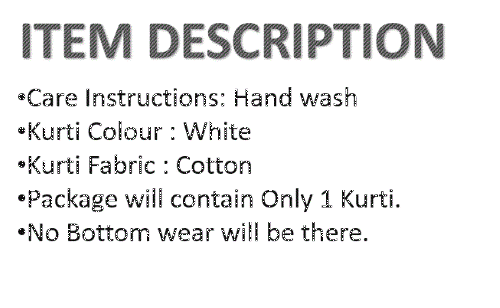 ITEM DESCRIPTION
•Care Instructions: Hand wash
•Kurti Colour : White
•Kurti Fabric : Cotton
•Package will contain Only 1 Kurti.
•No Bottom wear will be there.